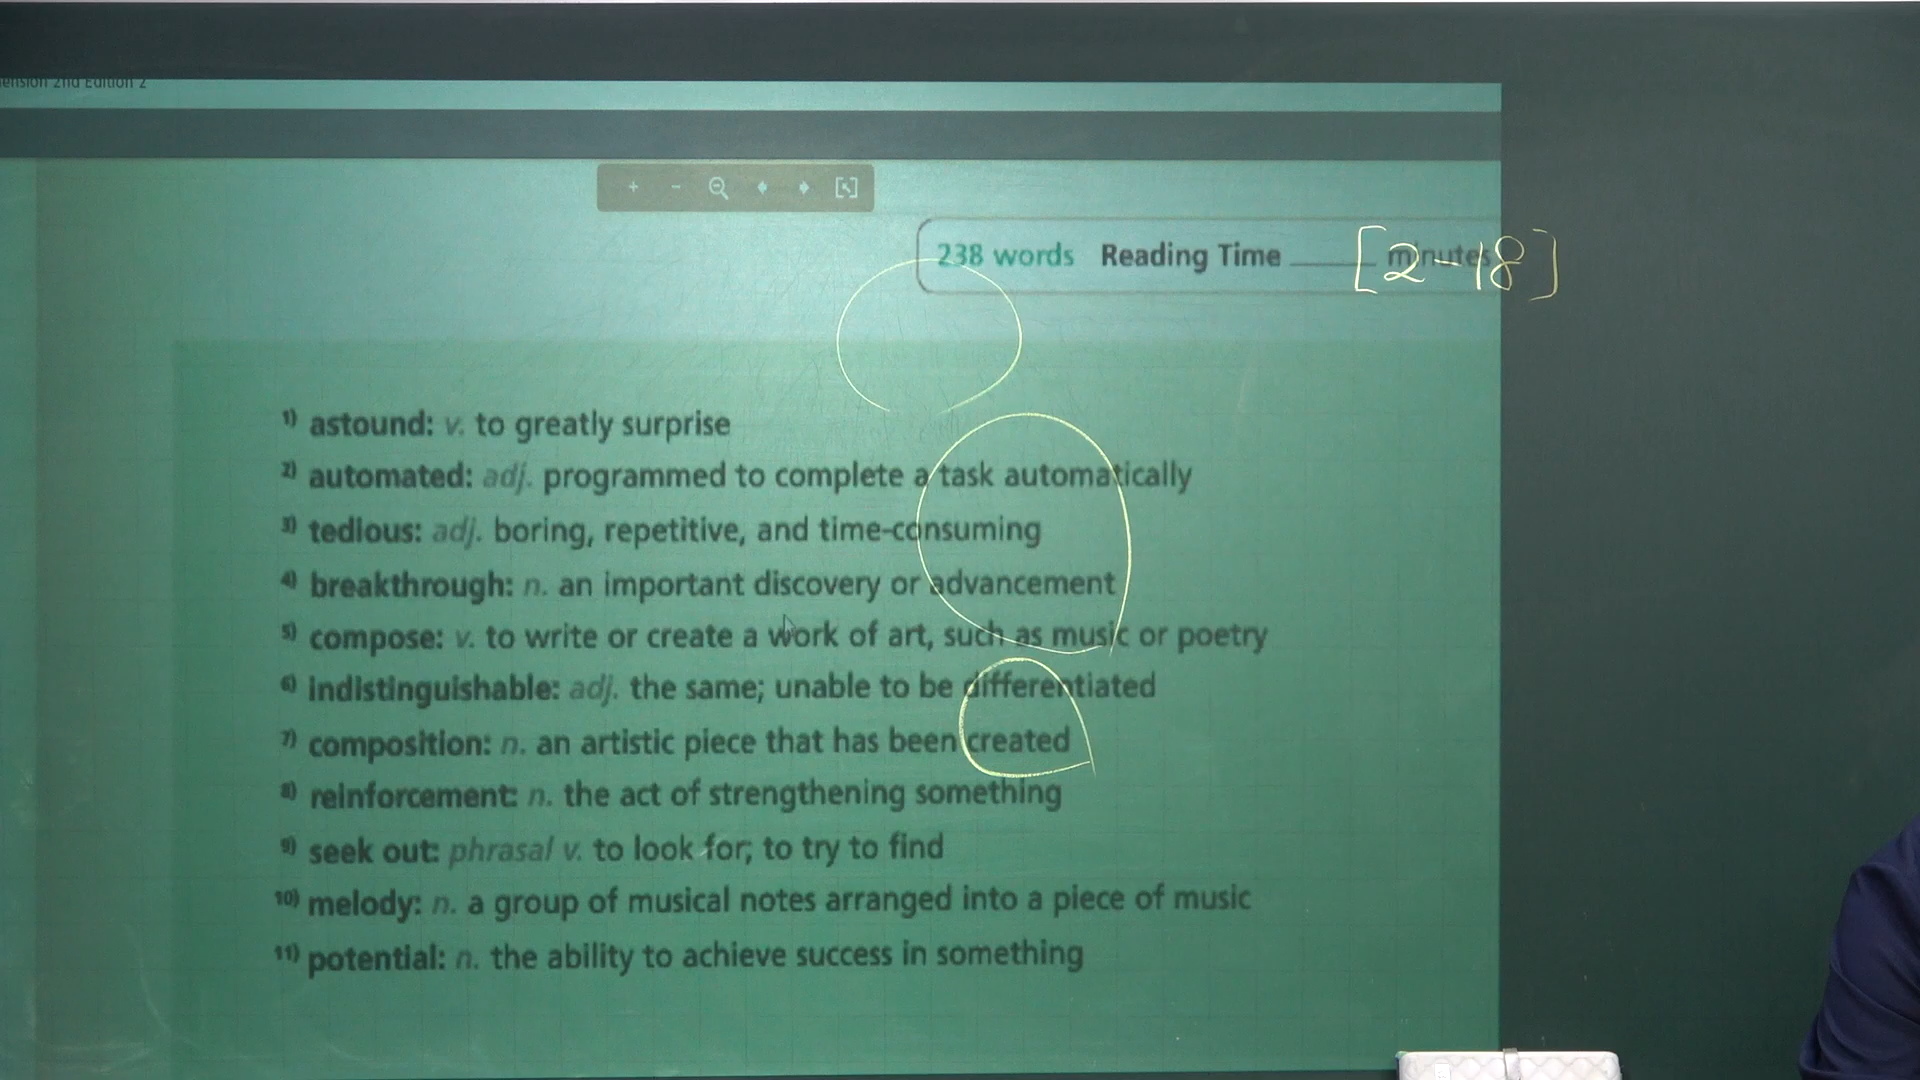 2nd Edition 2
238 words Reading Time ______ minutes
[2-18]
1) astound: v. to greatly surprise
2) automated: adj. programmed to complete a task automatically
3) tedious: adj. boring, repetitive, and time-consuming
4) breakthrough: n. an important discovery or advancement
5) compose: v. to write or create a work of art, such as music or poetry
6) indistinguishable: adj. the same; unable to be differentiated
7) composition: n. an artistic piece that has been created
8) reinforcement: n. the act of strengthening something
9) seek out: phrasal v. to look for; to try to find
10) melody: n. a group of musical notes arranged into a piece of music
11) potential: n. the ability to achieve success in something